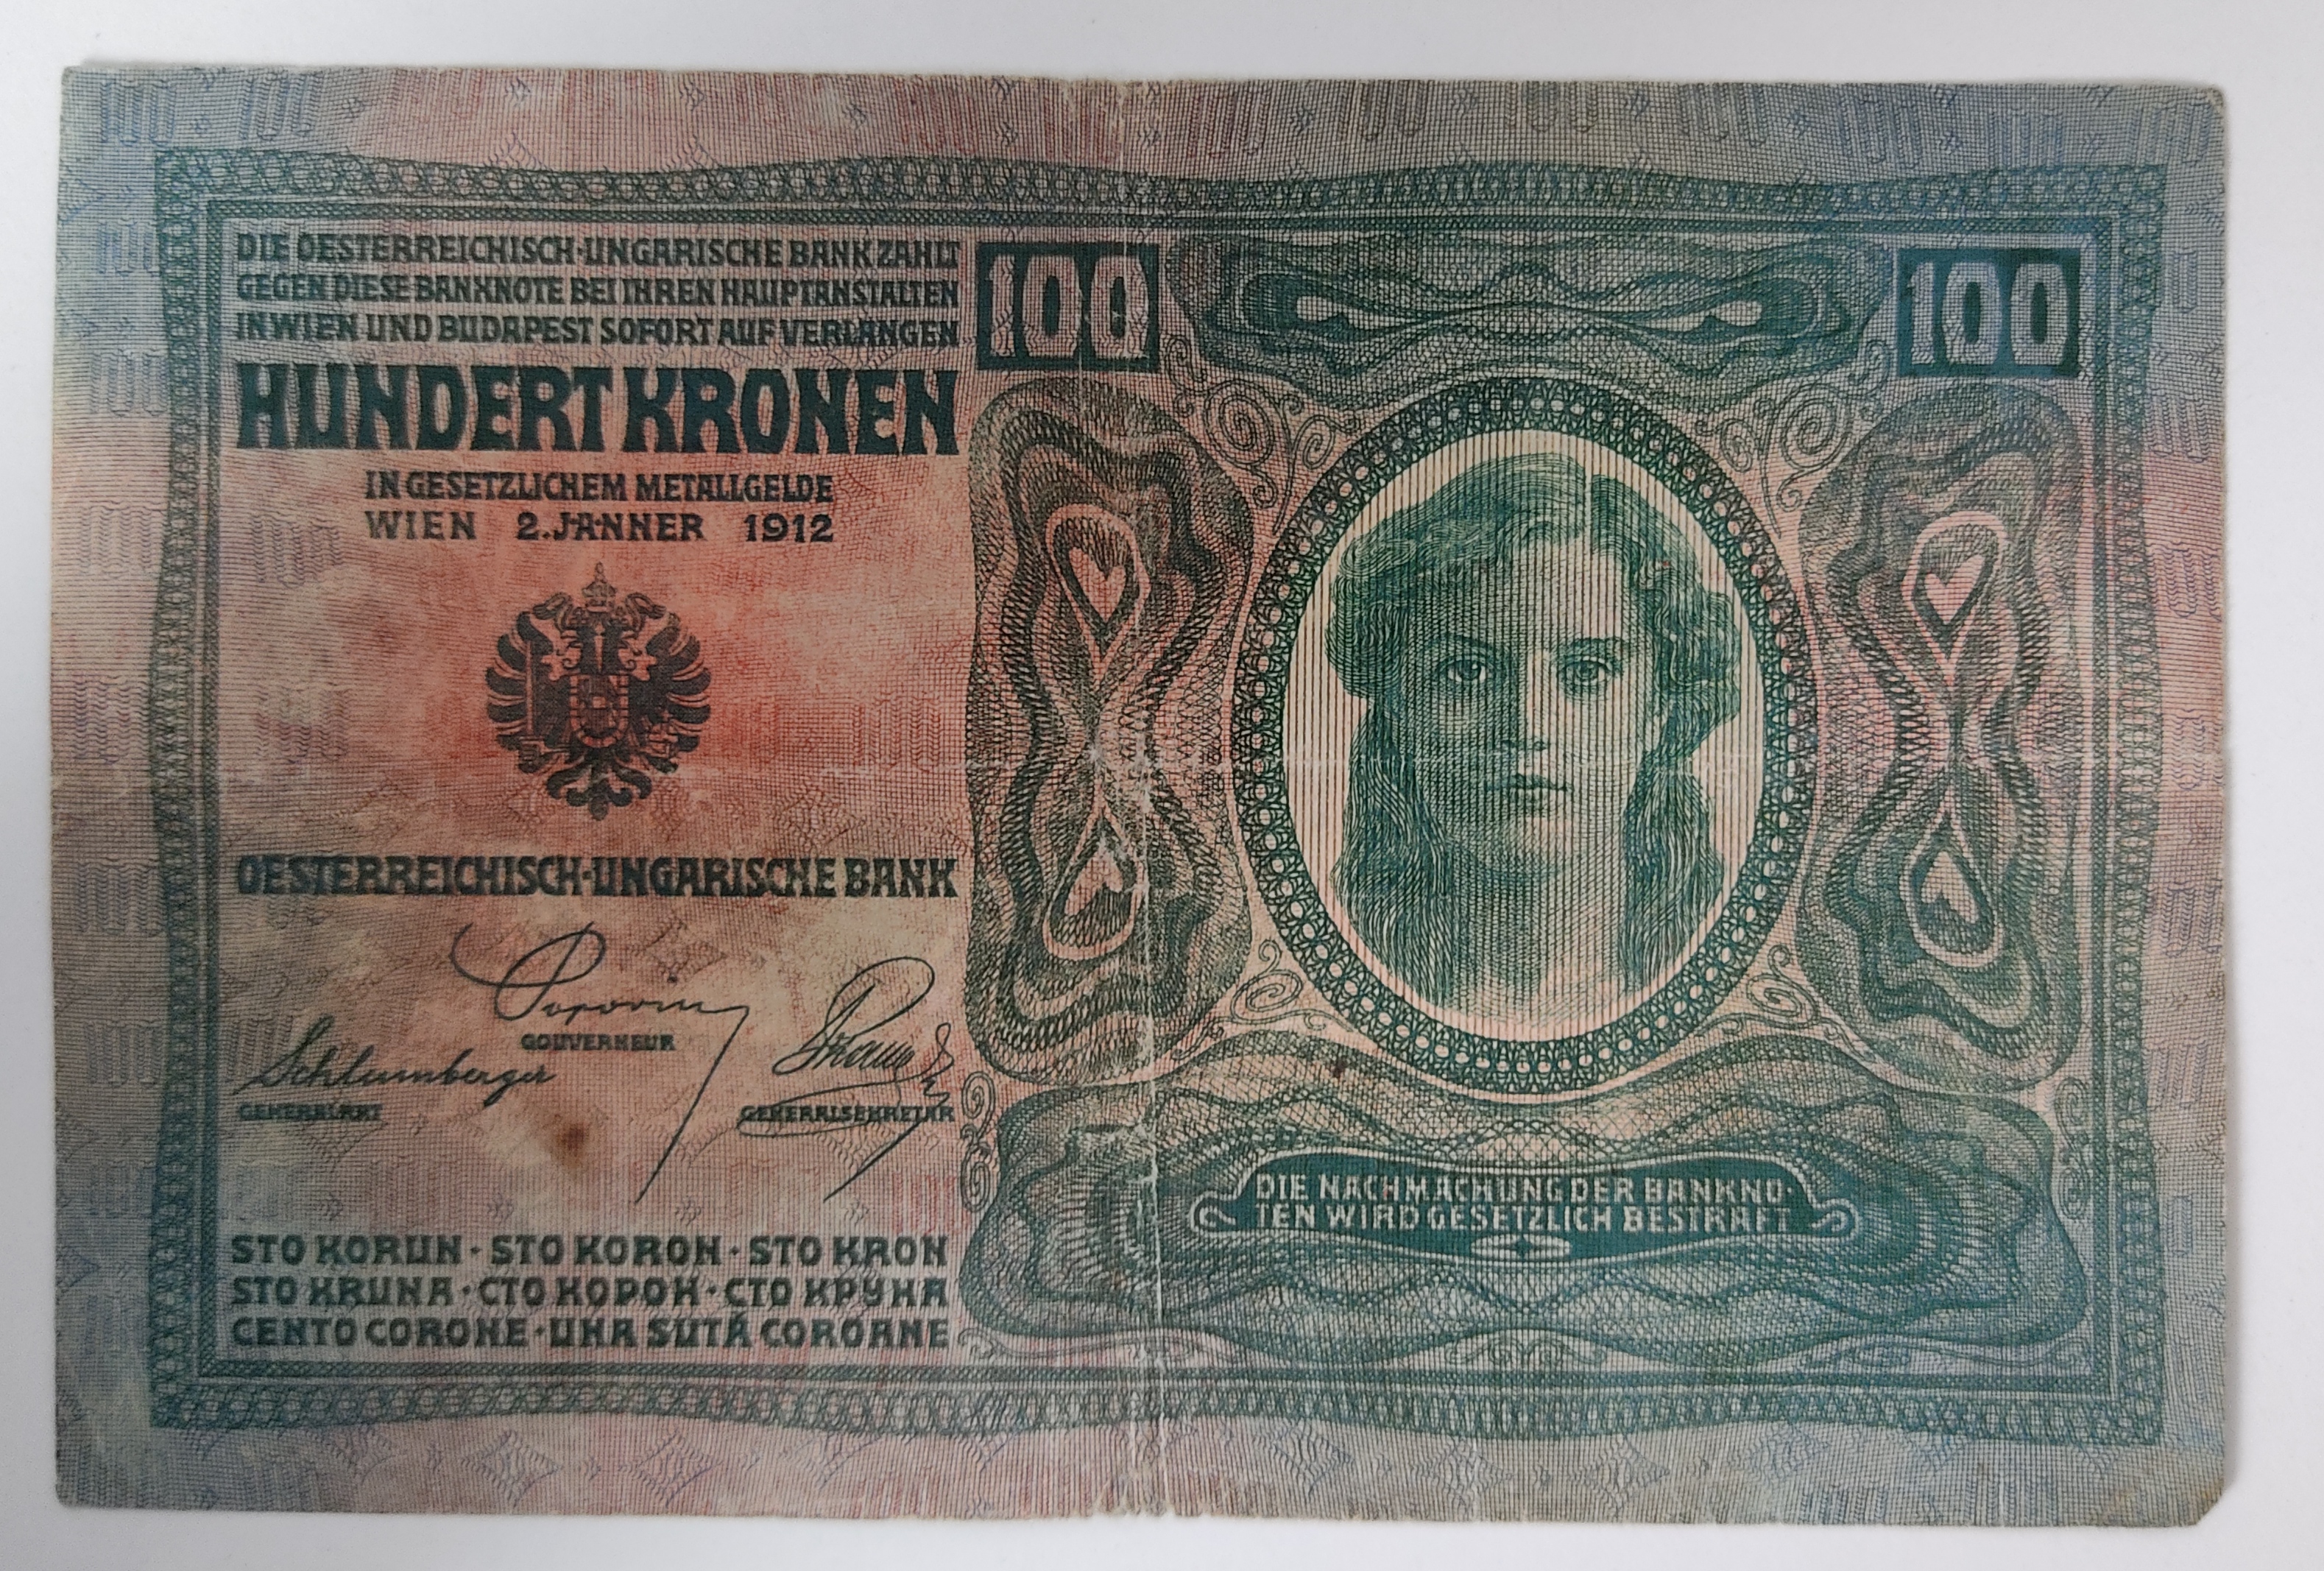 DIE OESTERREICHISCH-UNGARISCHE BANK ZAHLT
GEGEN DIESE BANKNOTE BEI IHREN HAUPTANSTALTEN
IN WIEN UND BUDAPEST SOFORT AUF VERLANGEN
HUNDERT KRONEN
IN GESETZLICHEM METALLGELDE
WIEN 2. JÄNNER 1912
OESTERREICHISCH-UNGARISCHE BANK
Popovics
GOUVERNEUR
Schlumberger
GENERALRAT
GENERALSEKRETÄR
STO KORUN · STO KORON · STO KRON
STO KRUNA · СТО КОРОН · СТО КРУНА
CENTO CORONE · UNA SUTĂ COROANE
100
100
DIE NACHMACHUNG DER BANKNO-
TEN WIRD GESETZLICH BESTRAFT